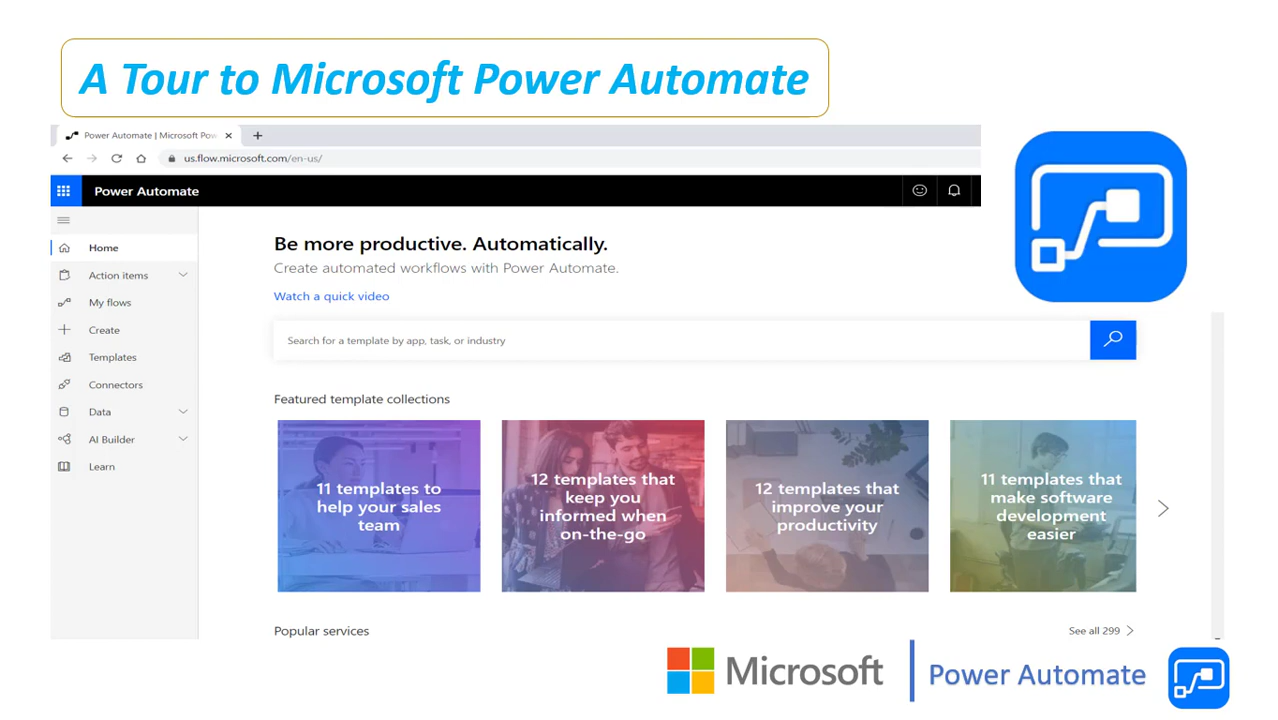 A Tour to Microsoft Power Automate
Power Automate | Microsoft Pow
us.flow.microsoft.com/en-us/
Power Automate
Home
Action items
My flows
Create
Templates
Connectors
Data
AI Builder
Learn
Be more productive. Automatically.
Create automated workflows with Power Automate.
Watch a quick video
Search for a template by app, task, or industry
Featured template collections
11 templates to
help your sales
team
12 templates that
keep you
informed when
on-the-go
12 templates that
improve your
productivity
11 templates that
make software
development
easier
Popular services
See all 299
Microsoft
Power Automate